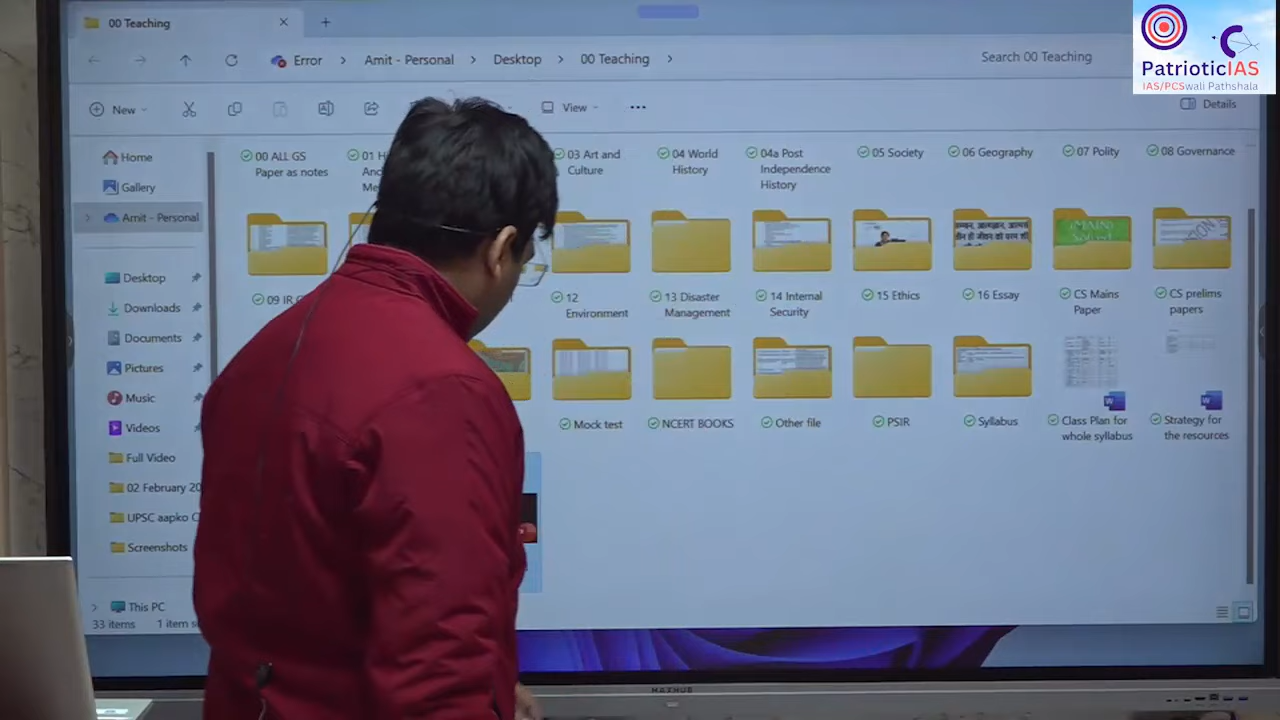 00 Teaching
Error
Amit - Personal
Desktop
00 Teaching
Search 00 Teaching
PatrioticIAS
IAS/PCSwali Pathshala
New
View
Details
Home
Gallery
Amit - Personal
Desktop
Downloads
Documents
Pictures
Music
Videos
Full Video
02 February 20
UPSC aapko C
Screenshots
This PC
33 items
00 ALL GS
Paper as notes
03 Art and
Culture
04 World
History
04a Post
Independence
History
05 Society
06 Geography
07 Polity
08 Governance
09 IR
12
Environment
13 Disaster
Management
14 Internal
Security
15 Ethics
16 Essay
CS Mains
Paper
CS prelims
papers
Mock test
NCERT BOOKS
Other file
PSIR
Syllabus
Class Plan for
whole syllabus
Strategy for
the resources
MAXHUB